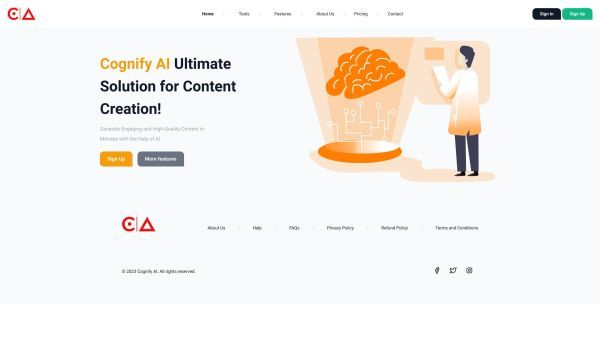 Home
Tools
Features
About Us
Pricing
Contact
Sign In
Sign Up
Cognify AI Ultimate
Solution for Content
Creation!
Generate Engaging and High-Quality Content in
Minutes with the Help of AI.
Sign Up
More features
About Us
Help
FAQs
Privacy Policy
Refund Policy
Terms and Conditions
© 2023 Cognify AI. All rights reserved.